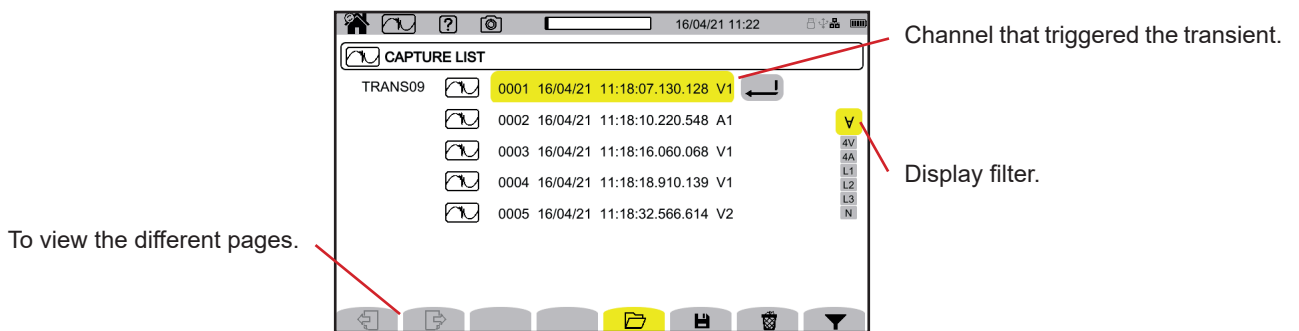 ?
16/04/21 11:22
Channel that triggered the transient.
CAPTURE LIST
TRANS09
0001 16/04/21 11:18:07.130.128 V1
0002 16/04/21 11:18:10.220.548 A1
0003 16/04/21 11:18:16.060.068 V1
0004 16/04/21 11:18:18.910.139 V1
0005 16/04/21 11:18:32.566.614 V2
∀
4V
4A
L1
L2
L3
N
Display filter.
To view the different pages.